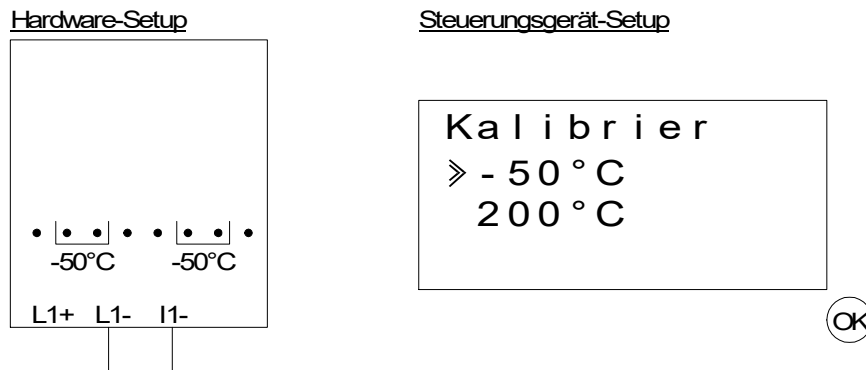 Hardware-Setup
Steuerungsgerät-Setup
Kalibrier
-50°C
200°C
-50°C -50°C
L1+ L1- I1-
OK